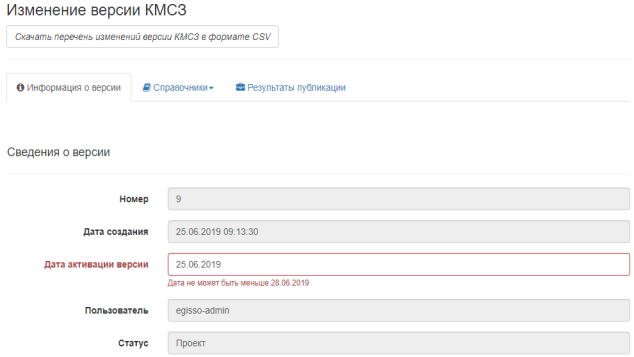 Изменение версии КМСЗ
Скачать перечень изменений версии КМСЗ в формате CSV
Информация о версии Справочники Результаты публикации
Сведения о версии
Номер 9
Дата создания 25.06.2019 09:13:30
Дата активации версии 25.06.2019
Дата не может быть меньше 28.06.2019
Пользователь egisso-admin
Статус Проект